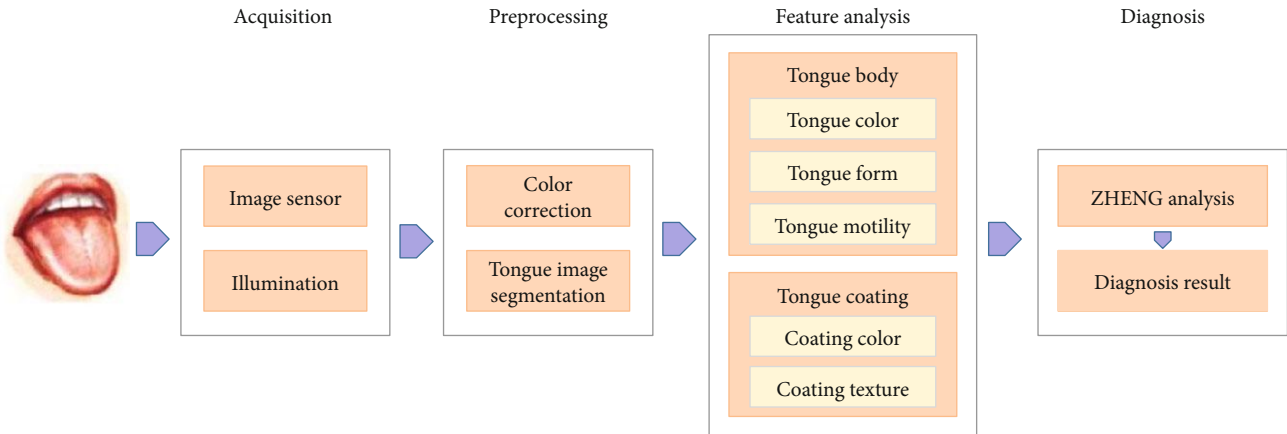 Acquisition
Preprocessing
Feature analysis
Diagnosis
Image sensor
Illumination
Color
correction
Tongue image
segmentation
Tongue body
Tongue color
Tongue form
Tongue motility
Tongue coating
Coating color
Coating texture
ZHENG analysis
Diagnosis result